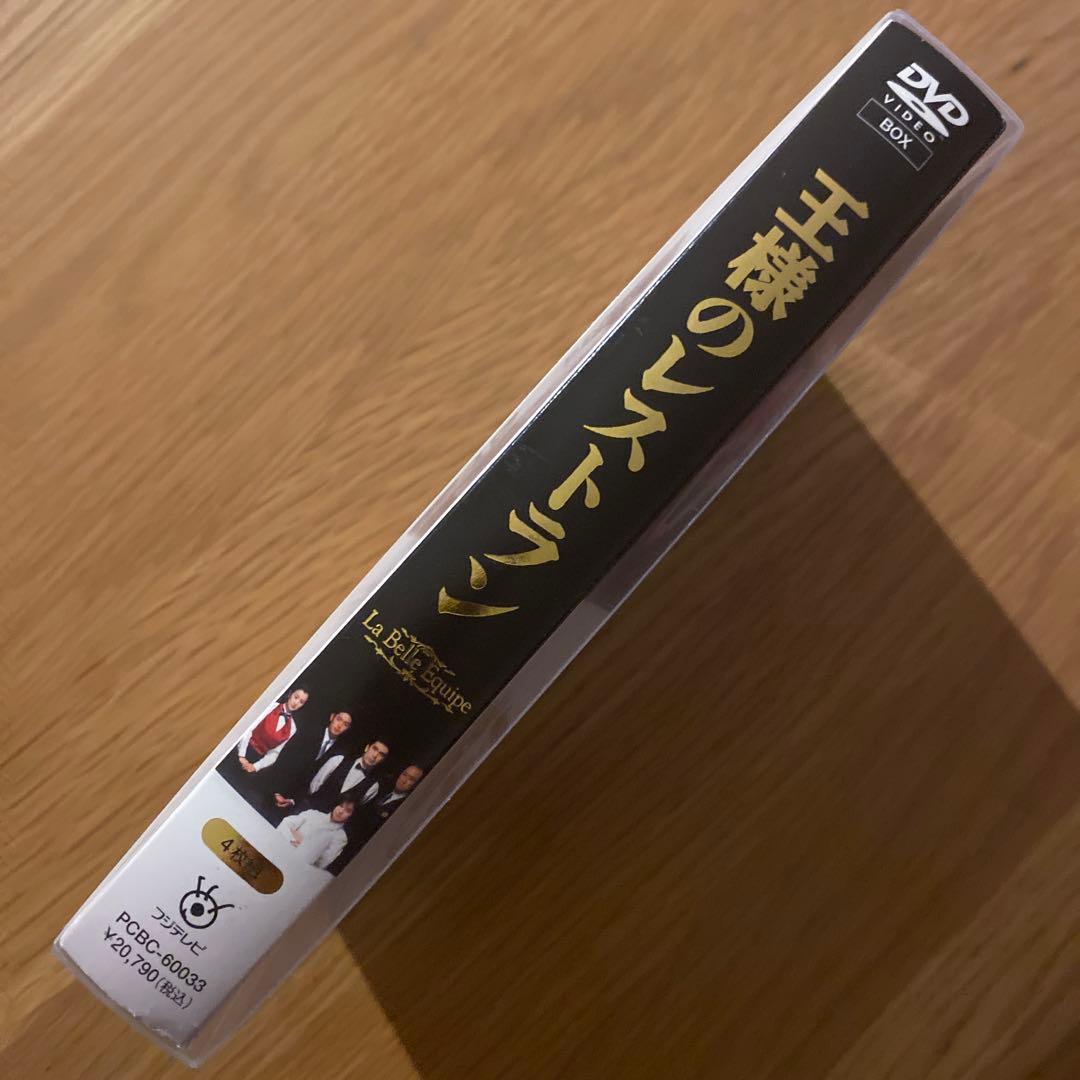 DVD
VIDEO
BOX
王様のレストラン
La Belle Equipe
4枚組
フジテレビ
PCBC-60033
¥20,790(税込)